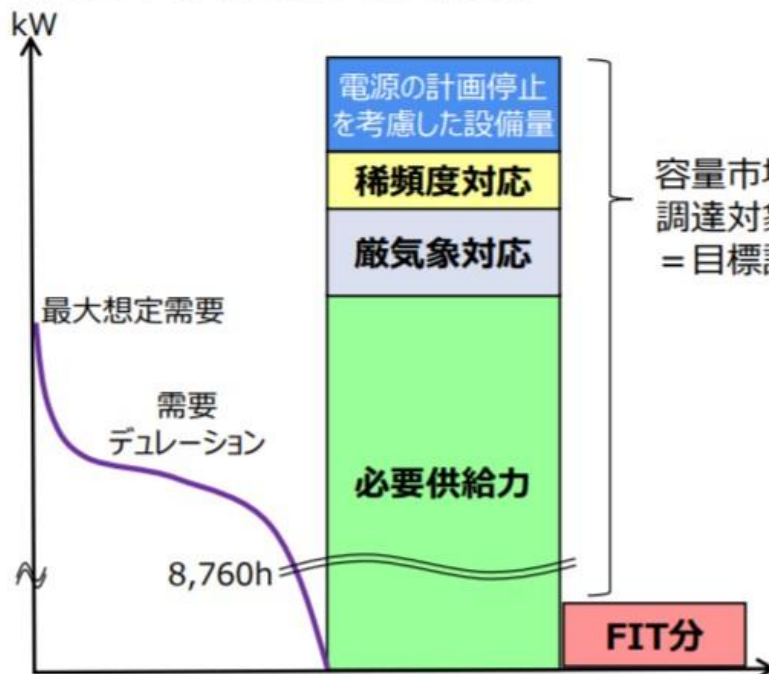 kW
電源の計画停止
を考慮した設備量
稀頻度対応
厳気象対応
容量市
調達対
＝目標
最大想定需要
需要
デュレーション
必要供給力
8,760h
FIT分